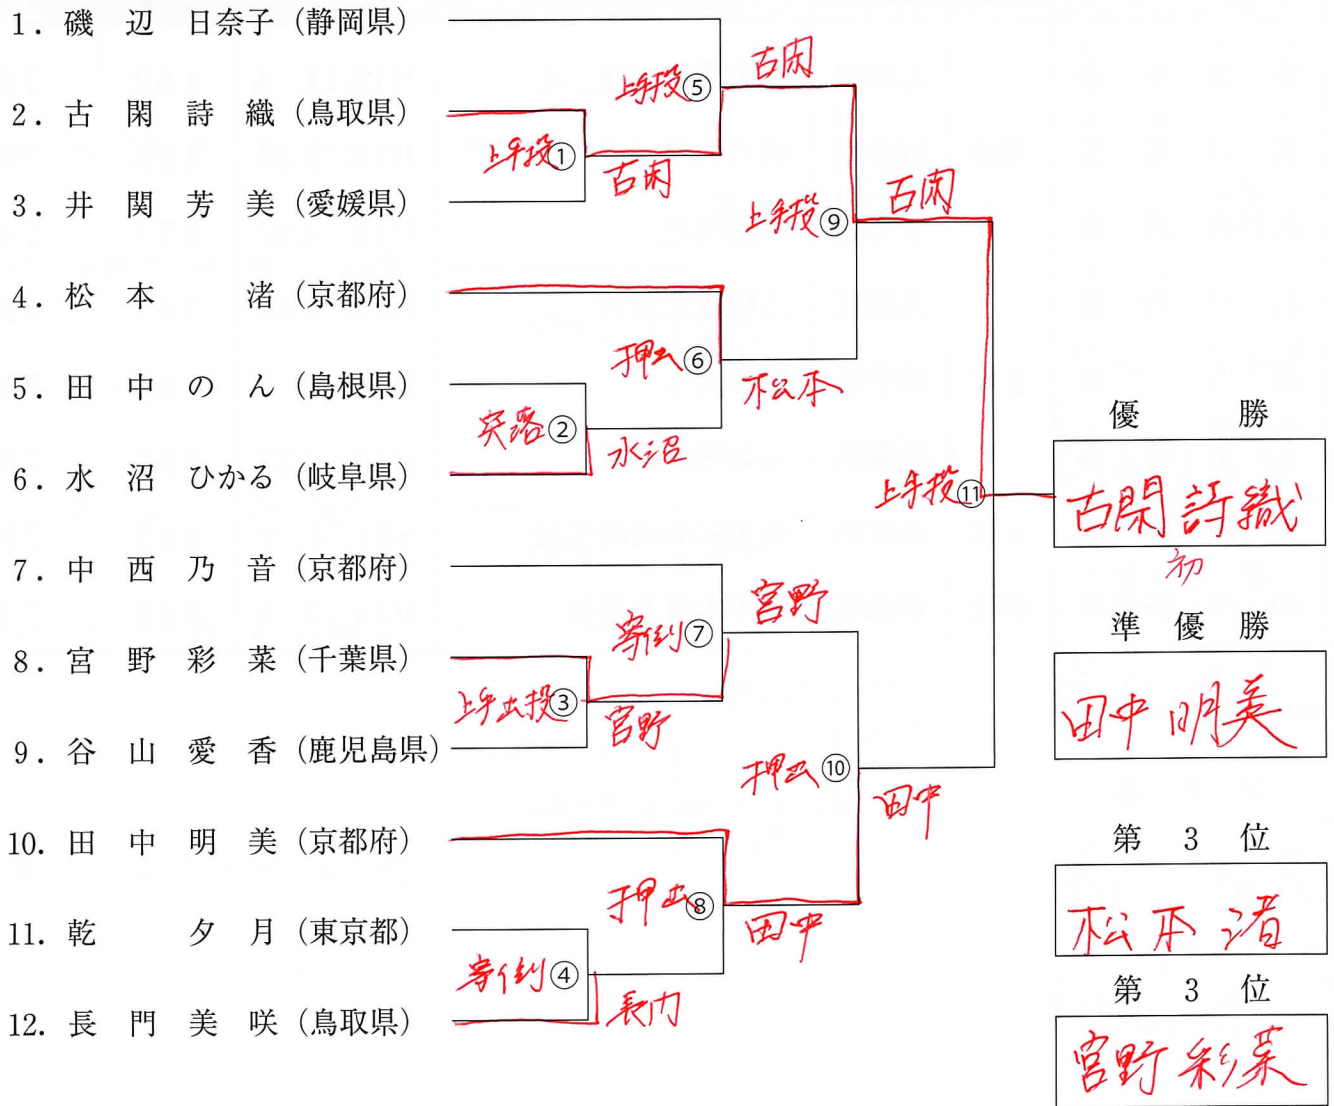 1. 磯辺 日奈子 (静岡県)
古閑
上手投⑤
2. 古閑詩織 (鳥取県)
上手投①
古閑
3. 井関芳美 (愛媛県)
上手投⑨
古閑
4. 松本 渚 (京都府)
押出⑥
松本
5. 田中のん (島根県)
突落②
水沼
6. 水沼ひかる (岐阜県)
上手投⑪
優勝
古閑詩織
初
7. 中西乃音 (京都府)
宮野
寄倒⑦
8. 宮野彩菜 (千葉県)
上手出投③
宮野
9. 谷山愛香 (鹿児島県)
押出⑩
田中
準優勝
田中明美
10. 田中明美 (京都府)
押出⑧
田中
11. 乾 夕月 (東京都)
寄倒④
長門
12. 長門美咲 (鳥取県)
第3位
松本渚
第3位
宮野彩菜